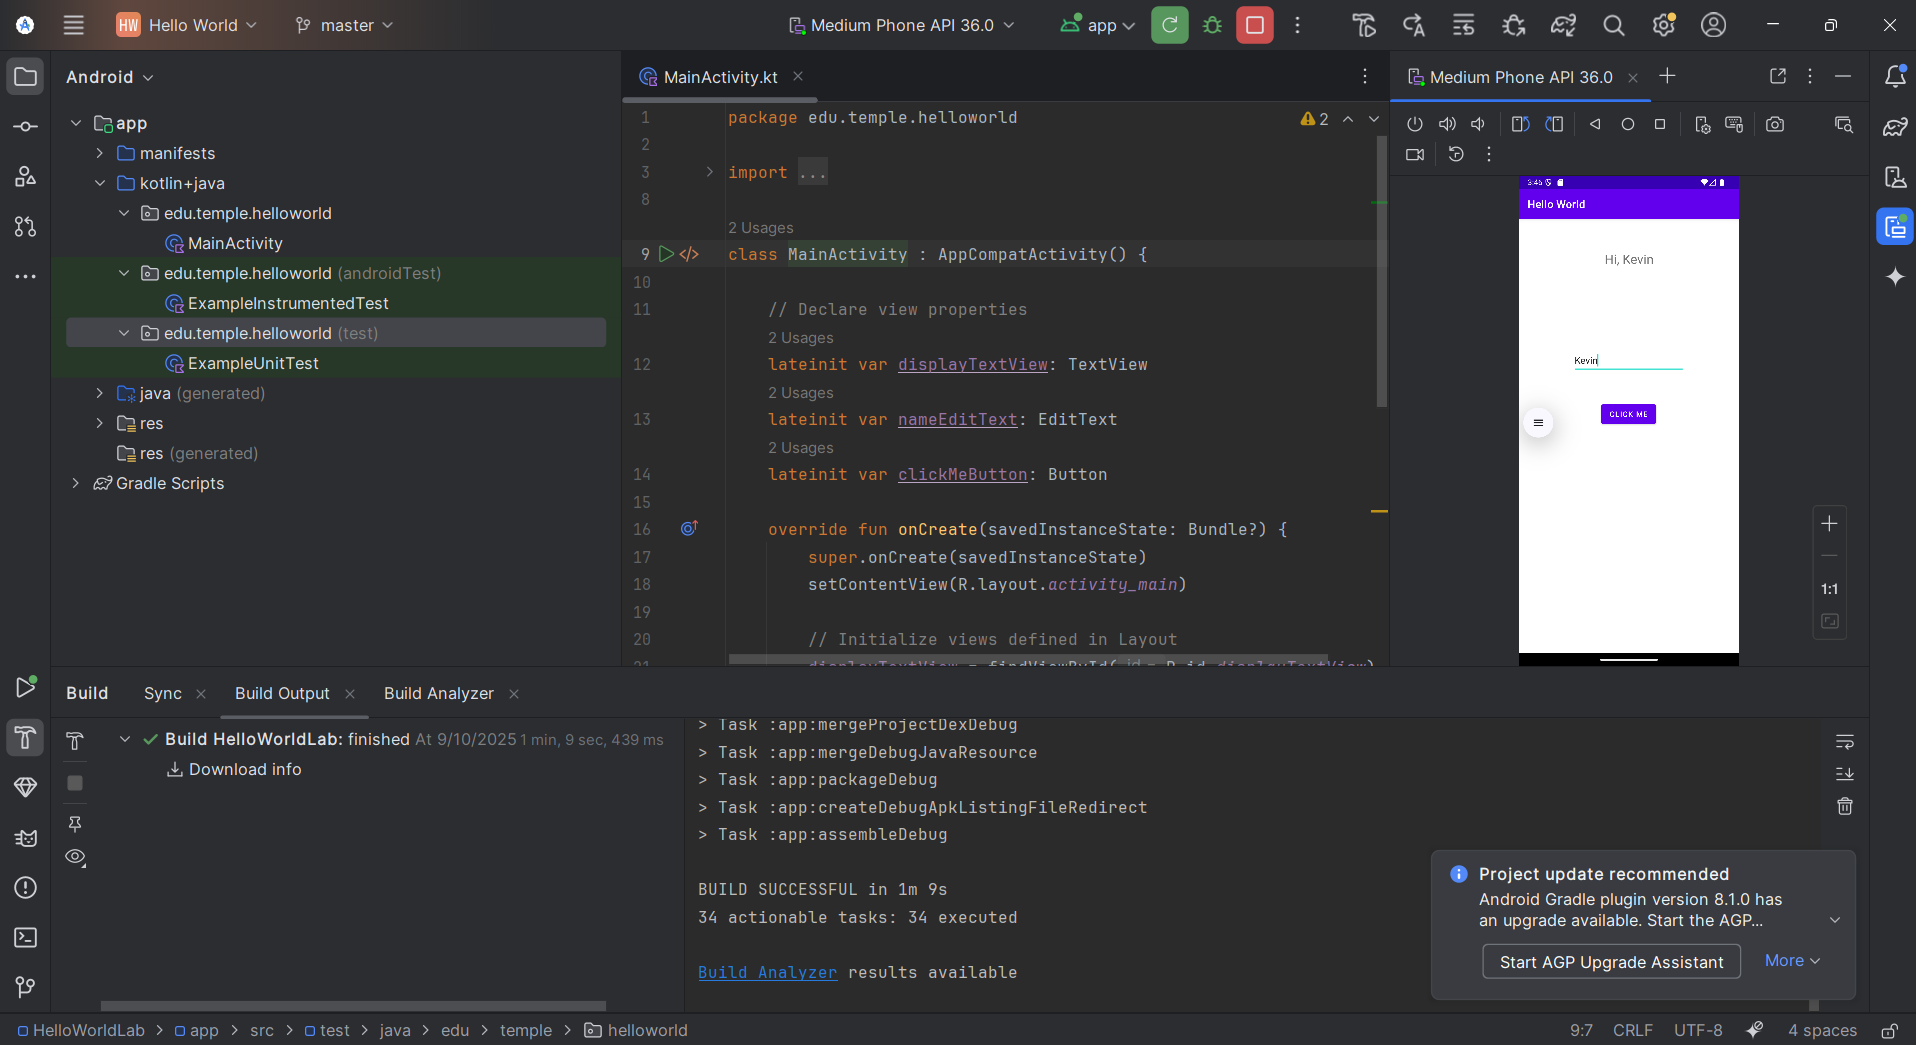 HW Hello World master Medium Phone API 36.0 app
Android
app
manifests
kotlin+java
edu.temple.helloworld
MainActivity
edu.temple.helloworld (androidTest)
ExampleInstrumentedTest
edu.temple.helloworld (test)
ExampleUnitTest
java (generated)
res
res (generated)
Gradle Scripts
MainActivity.kt
1 package edu.temple.helloworld
2
3 import ...
8
2 Usages
9 class MainActivity : AppCompatActivity() {
10
11 // Declare view properties
2 Usages
12 lateinit var displayTextView: TextView
2 Usages
13 lateinit var nameEditText: EditText
2 Usages
14 lateinit var clickMeButton: Button
15
16 override fun onCreate(savedInstanceState: Bundle?) {
17 super.onCreate(savedInstanceState)
18 setContentView(R.layout.activity_main)
19
20 // Initialize views defined in Layout
21 displayTextView = findViewById( id = R.id.displayTextView)
2
Medium Phone API 36.0
3:45
Hello World
Hi, Kevin
Kevin
CLICK ME
1:1
Build Sync Build Output Build Analyzer
Build HelloWorldLab: finished At 9/10/2025 1 min, 9 sec, 439 ms
Download info
> Task :app:mergeProjectDexDebug
> Task :app:mergeDebugJavaResource
> Task :app:packageDebug
> Task :app:createDebugApkListingFileRedirect
> Task :app:assembleDebug
BUILD SUCCESSFUL in 1m 9s
34 actionable tasks: 34 executed
Build Analyzer results available
Project update recommended
Android Gradle plugin version 8.1.0 has
an upgrade available. Start the AGP...
Start AGP Upgrade Assistant More
HelloWorldLab > app > src > test > java > edu > temple > helloworld
9:7 CRLF UTF-8 4 spaces